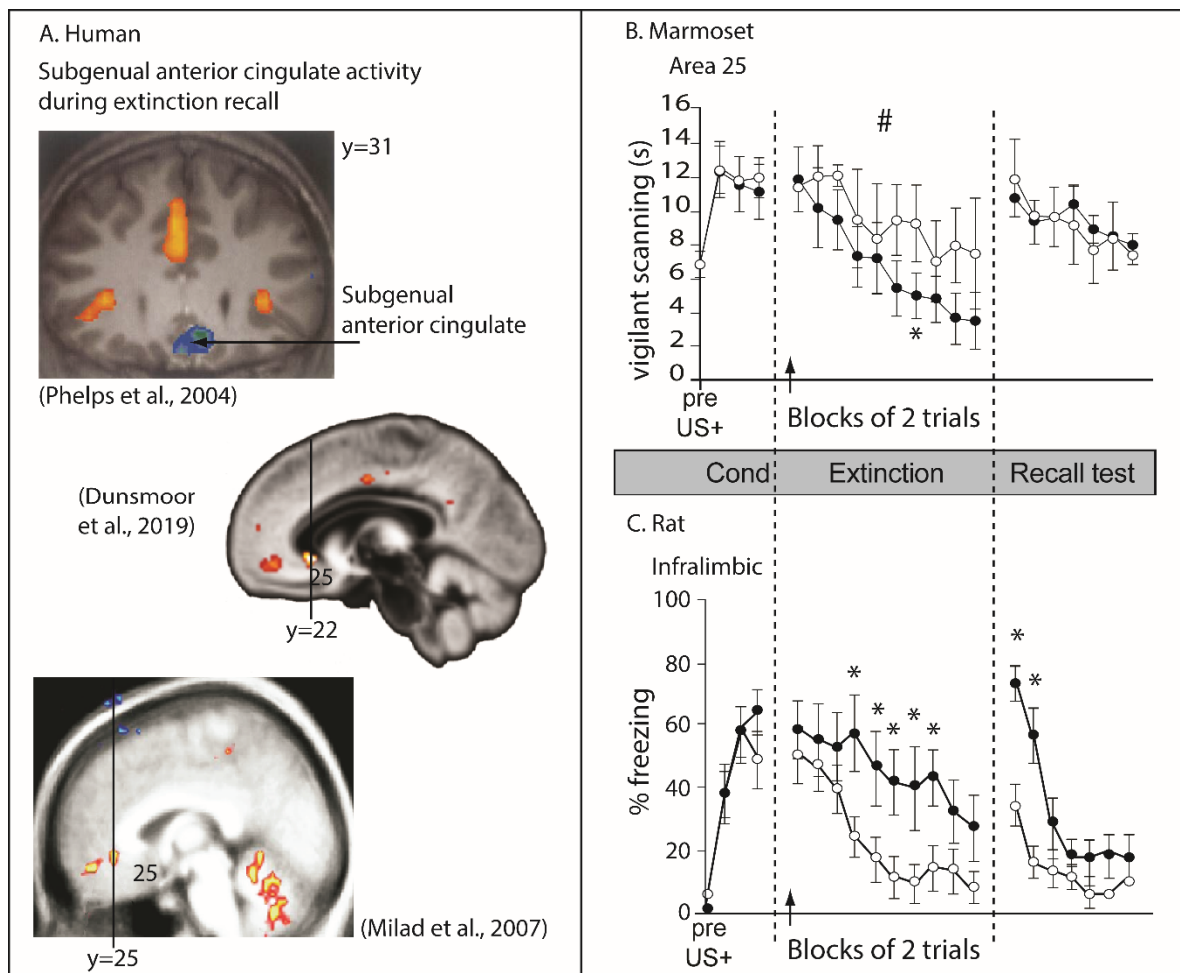 A. Human
Subgenual anterior cingulate activity
during extinction recall
y=31
Subgenual
anterior cingulate
(Phelps et al., 2004)
(Dunsmoor
et al., 2019)
25
y=22
25
(Milad et al., 2007)
y=25
B. Marmoset
Area 25
16
14
12
10
8
6
4
2
0
vigilant scanning (s)
#
*
pre
US+
Blocks of 2 trials
Cond
Extinction
Recall test
C. Rat
Infralimbic
100
80
60
40
20
0
% freezing
* * * * *
* *
pre
US+
Blocks of 2 trials